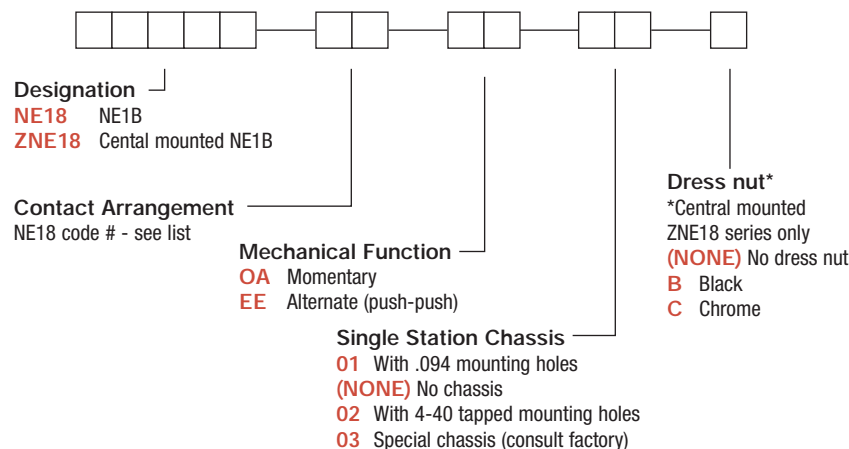 Designation
NE18 NE1B
ZNE18 Cental mounted NE1B
Contact Arrangement
NE18 code # - see list
Mechanical Function
OA Momentary
EE Alternate (push-push)
Single Station Chassis
01 With .094 mounting holes
(NONE) No chassis
02 With 4-40 tapped mounting holes
03 Special chassis (consult factory)
Dress nut*
*Central mounted
ZNE18 series only
(NONE) No dress nut
B Black
C Chrome